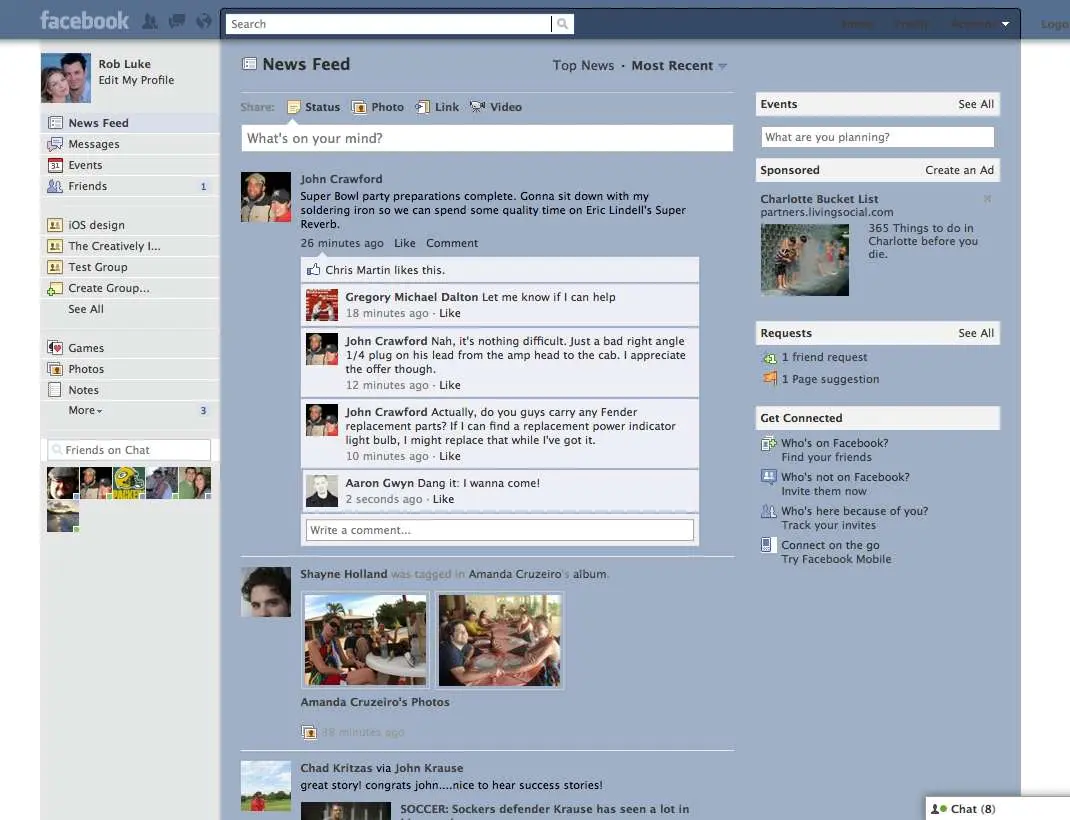 facebook
Search
Home Profile Account
Logo
Rob Luke
Edit My Profile
News Feed
Messages
31 Events
Friends 1
iOS design
The Creatively I...
Test Group
Create Group...
See All
Games
Photos
Notes
More 3
Friends on Chat
News Feed
Top News · Most Recent
Share: Status Photo Link Video
What's on your mind?
John Crawford
Super Bowl party preparations complete. Gonna sit down with my
soldering iron so we can spend some quality time on Eric Lindell's Super
Reverb.
26 minutes ago Like Comment
Chris Martin likes this.
Gregory Michael Dalton Let me know if I can help
18 minutes ago · Like
John Crawford Nah, it's nothing difficult. Just a bad right angle
1/4 plug on his lead from the amp head to the cab. I appreciate
the offer though.
12 minutes ago · Like
John Crawford Actually, do you guys carry any Fender
replacement parts? If I can find a replacement power indicator
light bulb, I might replace that while I've got it.
10 minutes ago · Like
Aaron Gwyn Dang it: I wanna come!
2 seconds ago · Like
Write a comment...
Shayne Holland was tagged in Amanda Cruzeiro's album.
Amanda Cruzeiro's Photos
38 minutes ago
Chad Kritzas via John Krause
great story! congrats john....nice to hear success stories!
SOCCER: Sockers defender Krause has seen a lot in
Events See All
What are you planning?
Sponsored Create an Ad
Charlotte Bucket List
partners.livingsocial.com
365 Things to do in
Charlotte before you
die.
Requests See All
1 friend request
1 Page suggestion
Get Connected
Who's on Facebook?
Find your friends
Who's not on Facebook?
Invite them now
Who's here because of you?
Track your invites
Connect on the go
Try Facebook Mobile
Chat (8)
PACKERS